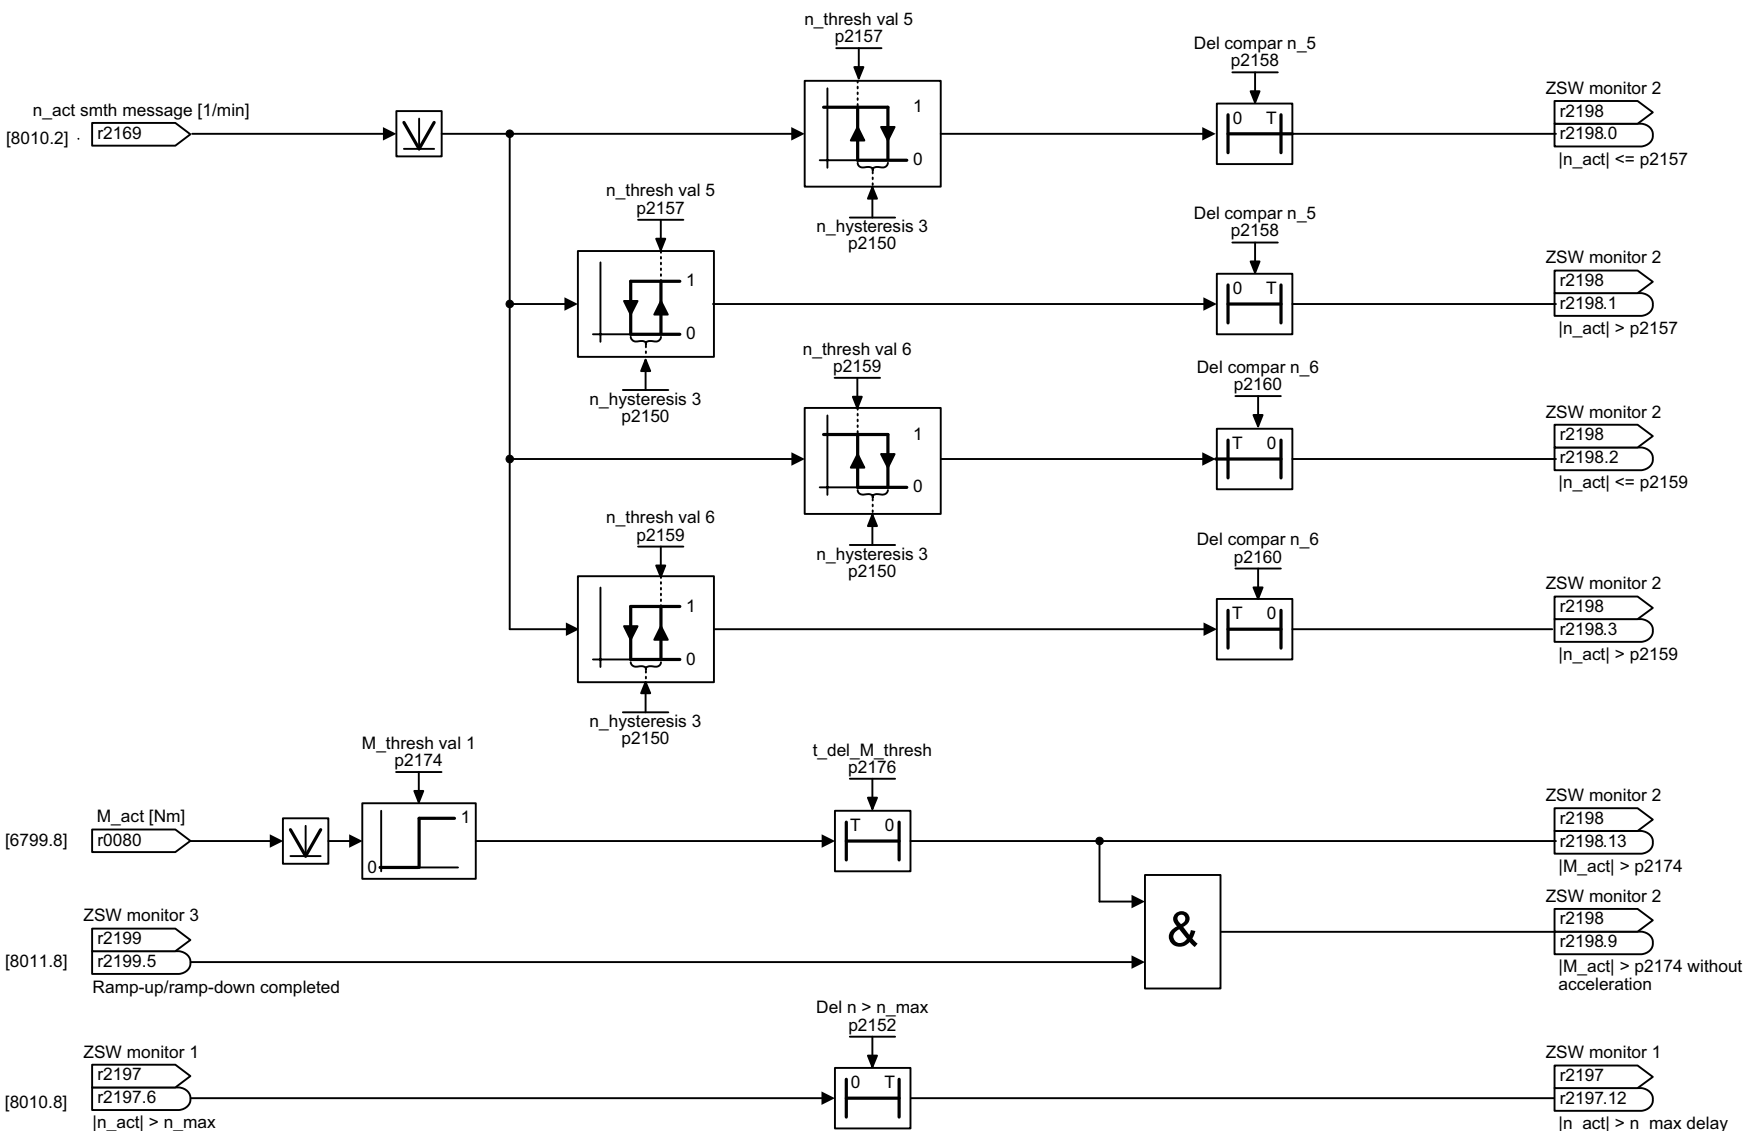 n_thresh val 5
p2157
Del compar n_5
p2158
ZSW monitor 2
r2198
r2198.0
|n_act| <= p2157
n_act smth message [1/min]
[8010.2] .
r2169
1
0
0 T
n_hysteresis 3
p2150
n_thresh val 5
p2157
Del compar n_5
p2158
ZSW monitor 2
r2198
r2198.1
|n_act| > p2157
1
0
0 T
n_hysteresis 3
p2150
n_thresh val 6
p2159
Del compar n_6
p2160
ZSW monitor 2
r2198
r2198.2
|n_act| <= p2159
1
0
T 0
n_hysteresis 3
p2150
n_thresh val 6
p2159
Del compar n_6
p2160
ZSW monitor 2
r2198
r2198.3
|n_act| > p2159
1
0
T 0
n_hysteresis 3
p2150
M_thresh val 1
p2174
t_del_M_thresh
p2176
M_act [Nm]
[6799.8]
r0080
1
0
T 0
ZSW monitor 2
r2198
r2198.13
|M_act| > p2174
ZSW monitor 3
r2199
[8011.8]
r2199.5
Ramp-up/ramp-down completed
&
ZSW monitor 2
r2198
r2198.9
|M_act| > p2174 without
acceleration
Del n > n_max
p2152
ZSW monitor 1
r2197
[8010.8]
r2197.6
|n_act| > n_max
0 T
ZSW monitor 1
r2197
r2197.12
|n_act| > n_max delay